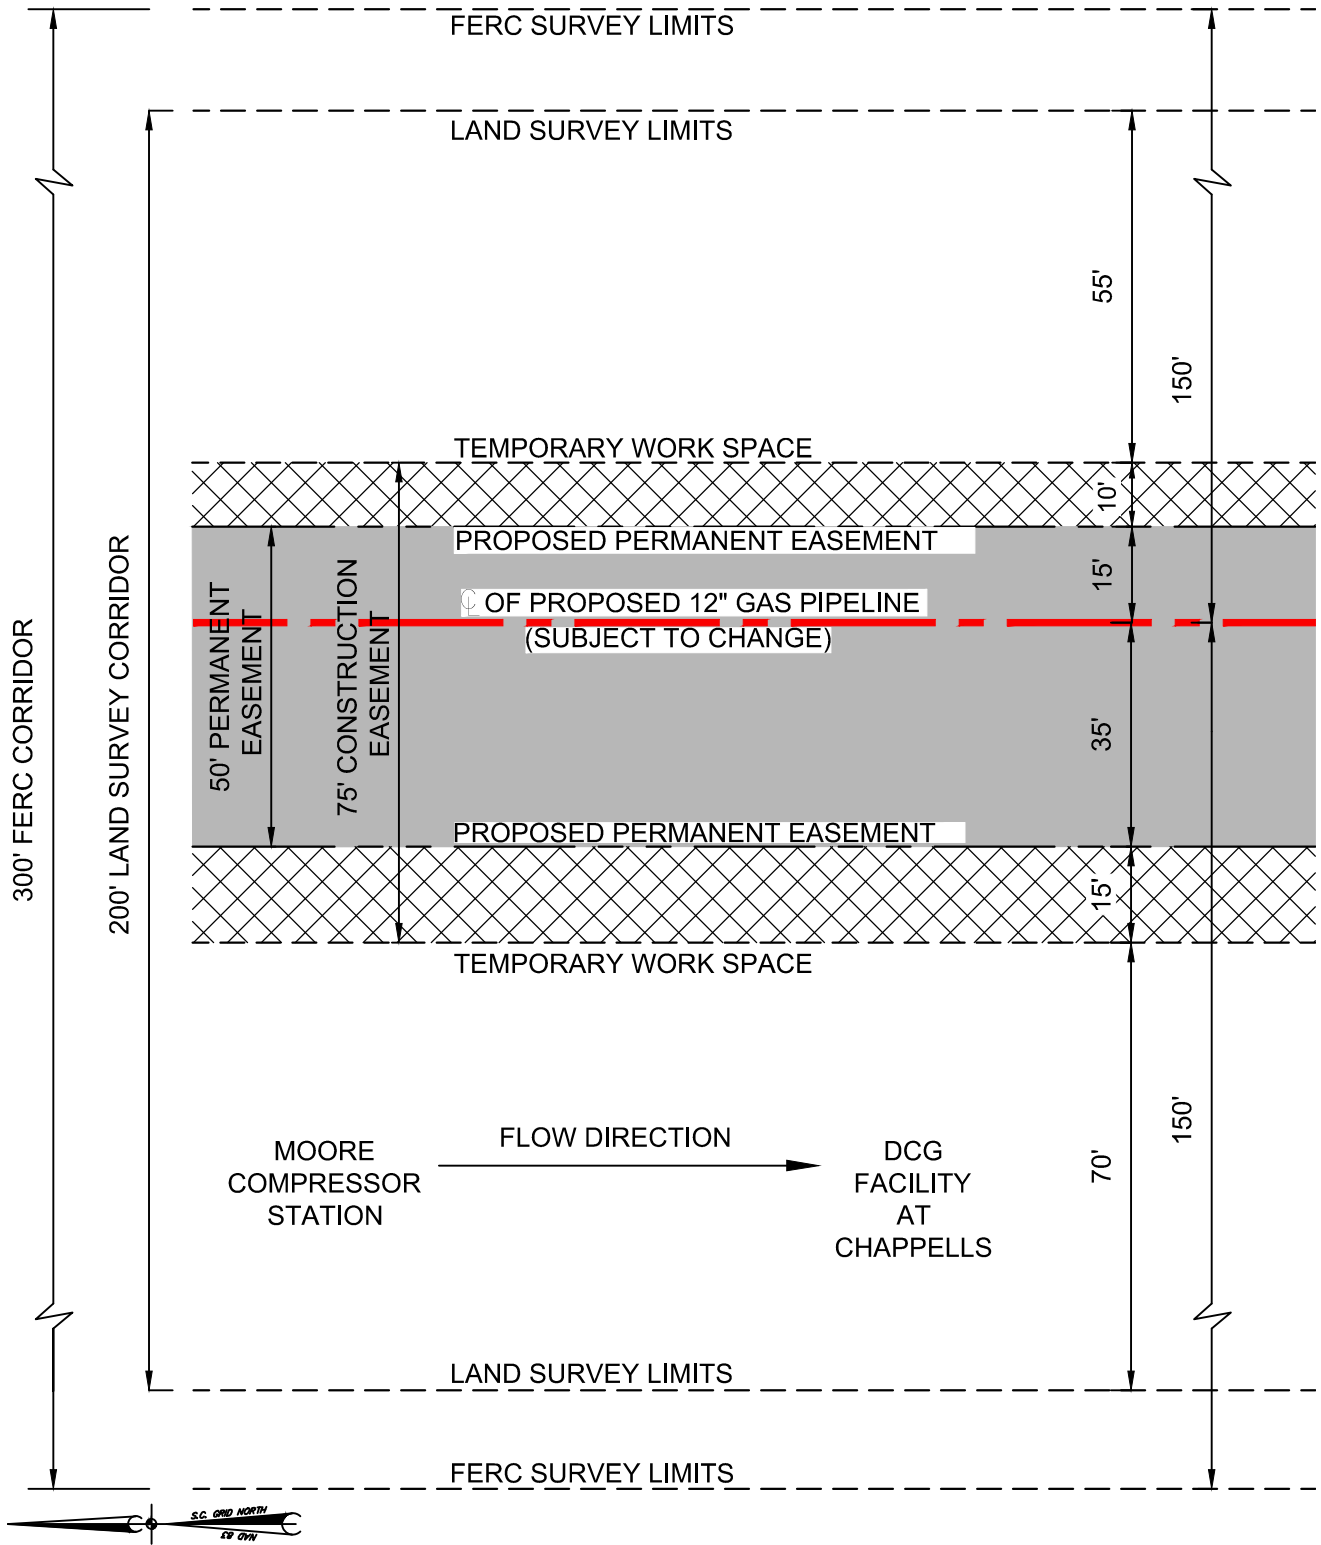 FERC SURVEY LIMITS
LAND SURVEY LIMITS
55'
150'
TEMPORARY WORK SPACE
10'
PROPOSED PERMANENT EASEMENT
15'
℄ OF PROPOSED 12" GAS PIPELINE
(SUBJECT TO CHANGE)
300' FERC CORRIDOR
200' LAND SURVEY CORRIDOR
50' PERMANENT
EASEMENT
75' CONSTRUCTION
EASEMENT
35'
PROPOSED PERMANENT EASEMENT
15'
TEMPORARY WORK SPACE
150'
70'
MOORE
COMPRESSOR
STATION
FLOW DIRECTION
DCG
FACILITY
AT
CHAPPELLS
LAND SURVEY LIMITS
FERC SURVEY LIMITS
S.C. GRID NORTH
NAD 83